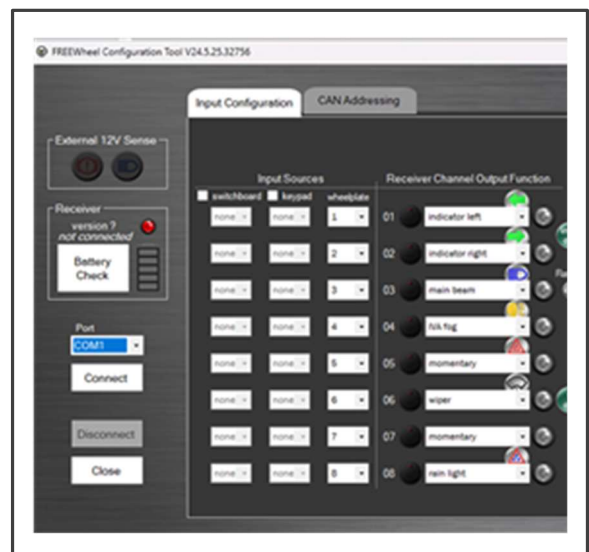 FREEWheel Configuration Tool V24.5.25.32756
Input Configuration
CAN Addressing
External 12V Sense
Input Sources
Receiver Channel Output Function
switchboard keypad wheelplate
Receiver
version ?
not connected
Battery
Check
none none 1 01 indicator left
none none 2 02 indicator right
none none 3 03 main beam
none none 4 04 IVA fog
Port
COM1
none none 5 05 momentary
Connect
none none 6 06 wiper
Disconnect
none none 7 07 momentary
Close
none none 8 08 rain light